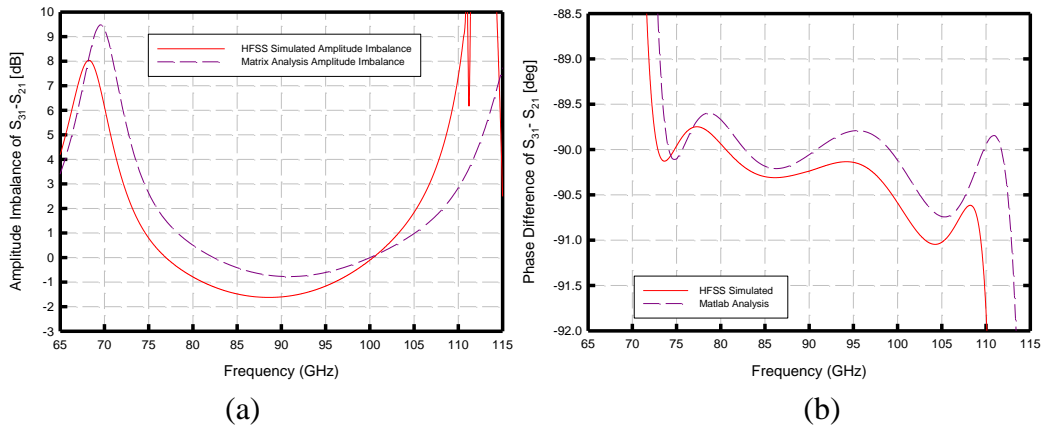 10
9
8
7
6
5
4
3
2
1
0
-1
-2
-3
Amplitude Imbalance of S31-S21 [dB]
HFSS Simulated Amplitude Imbalance
Matrix Analysis Amplitude Imbalance
65 70 75 80 85 90 95 100 105 110 115
Frequency (GHz)
(a)
-88.5
-89.0
-89.5
-90.0
-90.5
-91.0
-91.5
-92.0
Phase Difference of S31- S21 [deg]
HFSS Simulated
Matlab Analysis
65 70 75 80 85 90 95 100 105 110 115
Frequency (GHz)
(b)